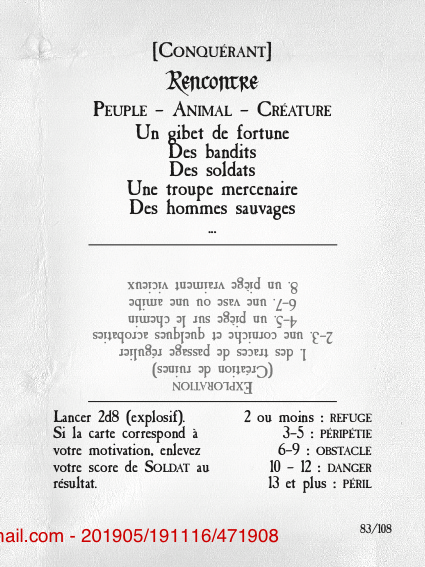 [Conquérant]
Rencontre
Peuple – Animal – Créature
Un gibet de fortune
Des bandits
Des soldats
Une troupe mercenaire
Des hommes sauvages
...
Exploration
(Création de ruines)
1. des traces de passage régulier
2-3. une corniche et quelques acrobaties
4-5. un piège sur le chemin
6-7. une vase ou une amibe
8. un piège vraiment vicieux
Lancer 2d8 (explosif).
Si la carte correspond à
votre motivation, enlevez
votre score de Soldat au
résultat.
2 ou moins : REFUGE
3-5 : PÉRIPÉTIE
6-9 : OBSTACLE
10 - 12 : DANGER
13 et plus : PÉRIL
83/108
mail.com - 201905/191116/471908